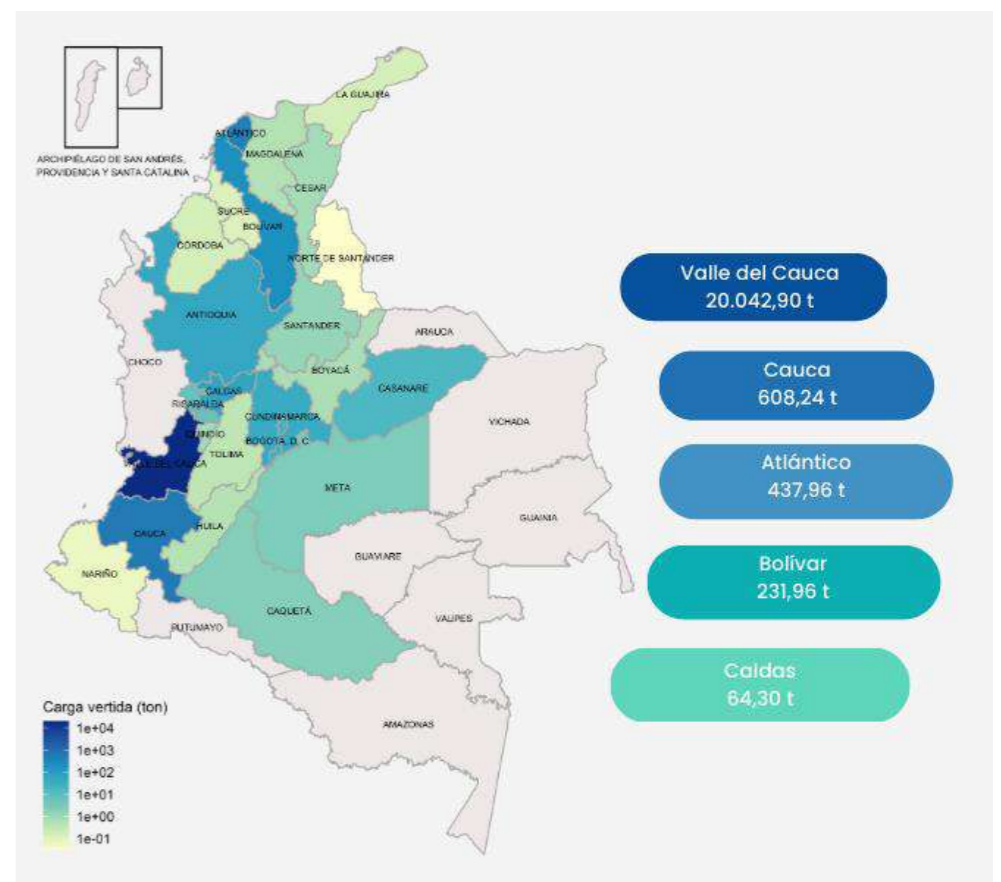 ARCHIPIÉLAGO DE SAN ANDRÉS,
PROVIDENCIA Y SANTA CATALINA
LA GUAJIRA
ATLÁNTICO
MAGDALENA
CESAR
SUCRE
BOLÍVAR
CÓRDOBA
NORTE DE SANTANDER
ANTIOQUIA
SANTANDER
ARAUCA
CHOCO
BOYACÁ
CALDAS
CASANARE
RISARALDA
CUNDINAMARCA
VICHADA
QUINDÍO
BOGOTÁ, D. C.
TOLIMA
VALLE DEL CAUCA
META
GUAINIA
CAUCA
HUILA
GUAVIARE
NARIÑO
CAQUETÁ
VAUPES
PUTUMAYO
AMAZONAS
Valle del Cauca
20.042,90 t
Cauca
608,24 t
Atlántico
437,96 t
Bolívar
231,96 t
Caldas
64,30 t
Carga vertida (ton)
1e+04
1e+03
1e+02
1e+01
1e+00
1e-01